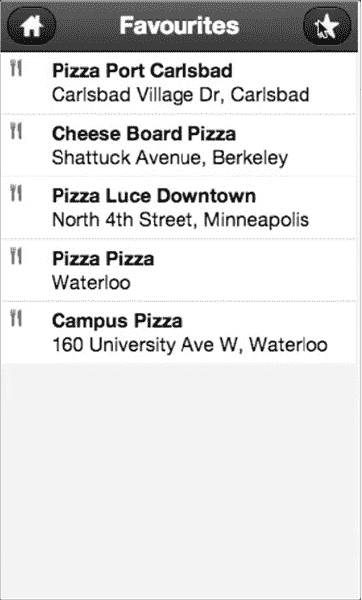 Favourites
Pizza Port Carlsbad
Carlsbad Village Dr, Carlsbad
Cheese Board Pizza
Shattuck Avenue, Berkeley
Pizza Luce Downtown
North 4th Street, Minneapolis
Pizza Pizza
Waterloo
Campus Pizza
160 University Ave W, Waterloo